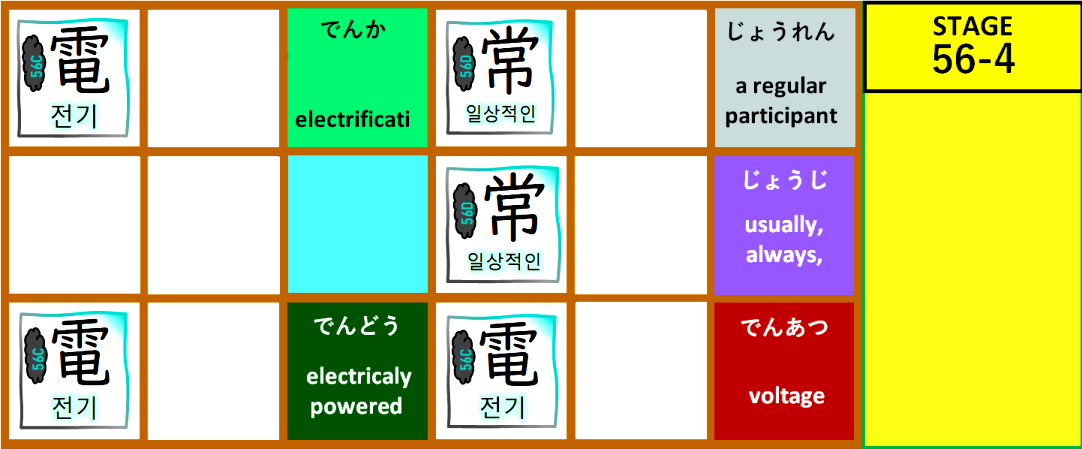 56C
電
전기
でんか
electrificati
56D
常
일상적인
じょうれん
a regular
participant
STAGE
56-4
56D
常
일상적인
じょうじ
usually,
always,
56C
電
전기
でんどう
electricaly
powered
56C
電
전기
でんあつ
voltage